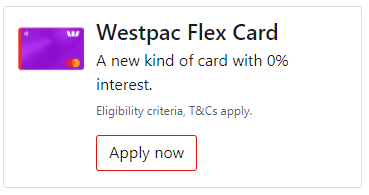 Westpac Flex Card
A new kind of card with 0%
interest.
Eligibility criteria, T&Cs apply.
Apply now